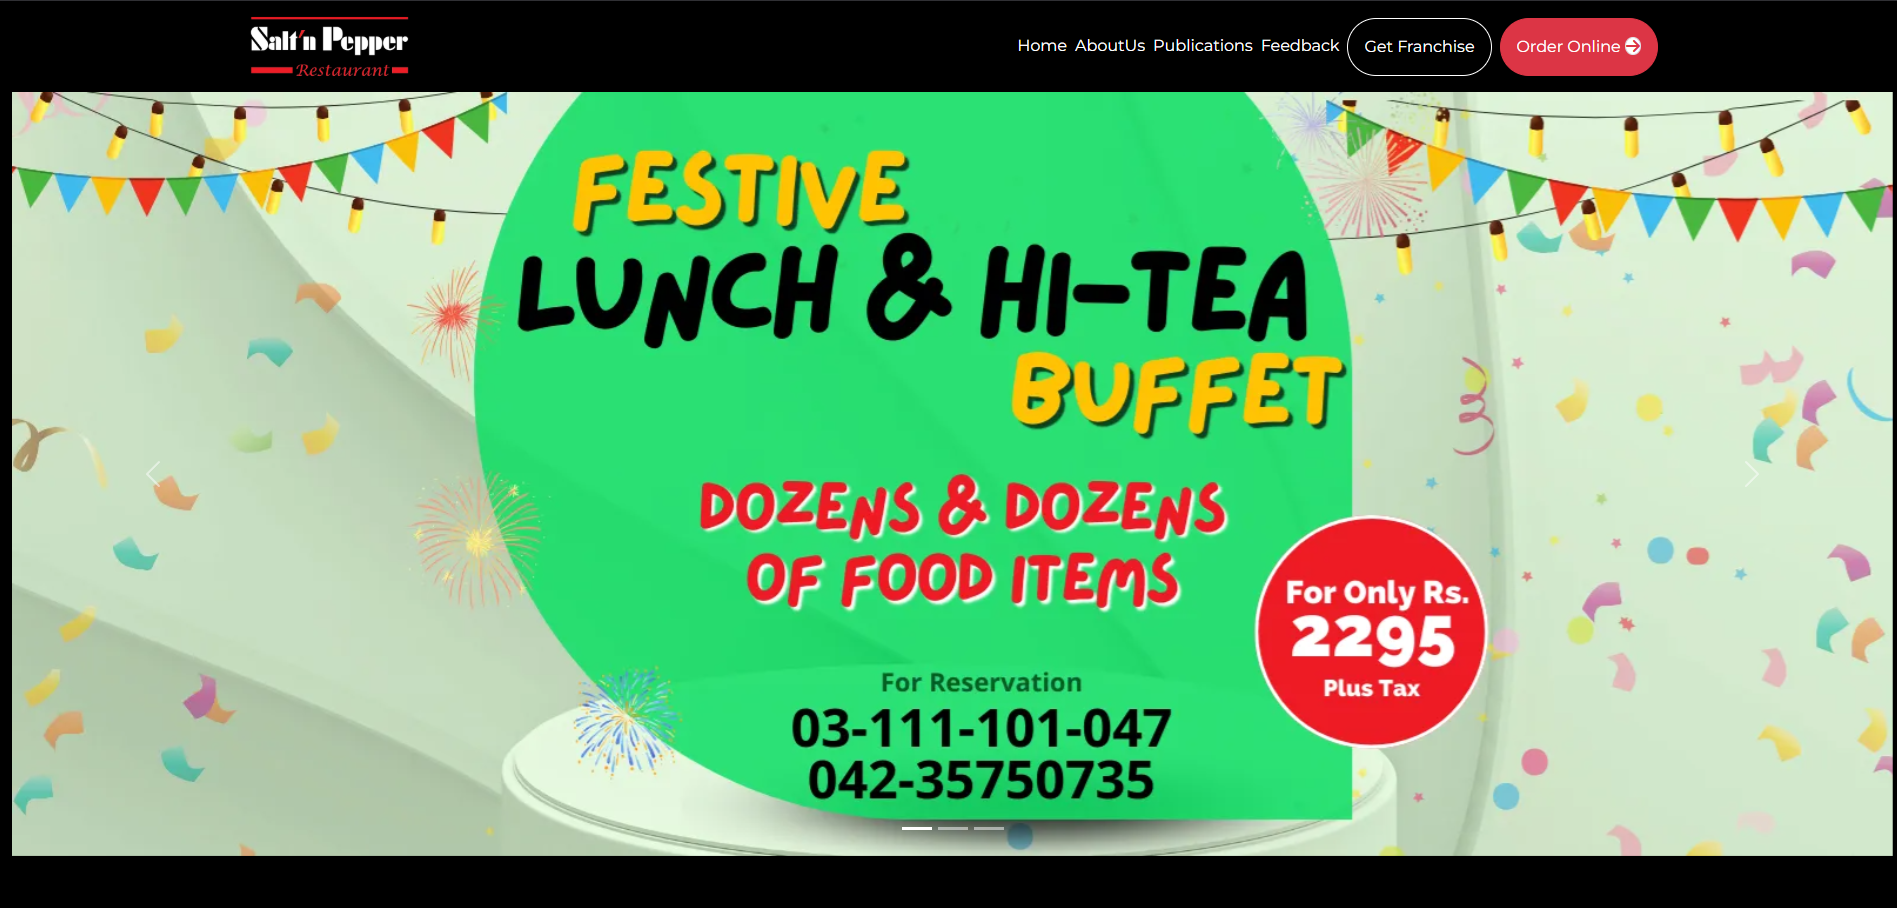 Salt'n Pepper
Restaurant
Home AboutUs Publications Feedback Get Franchise Order Online
FESTIVE
LUNCH & HI-TEA
BUFFET
DOZENS & DOZENS
OF FOOD ITEMS
For Only Rs.
2295
Plus Tax
For Reservation
03-111-101-047
042-35750735